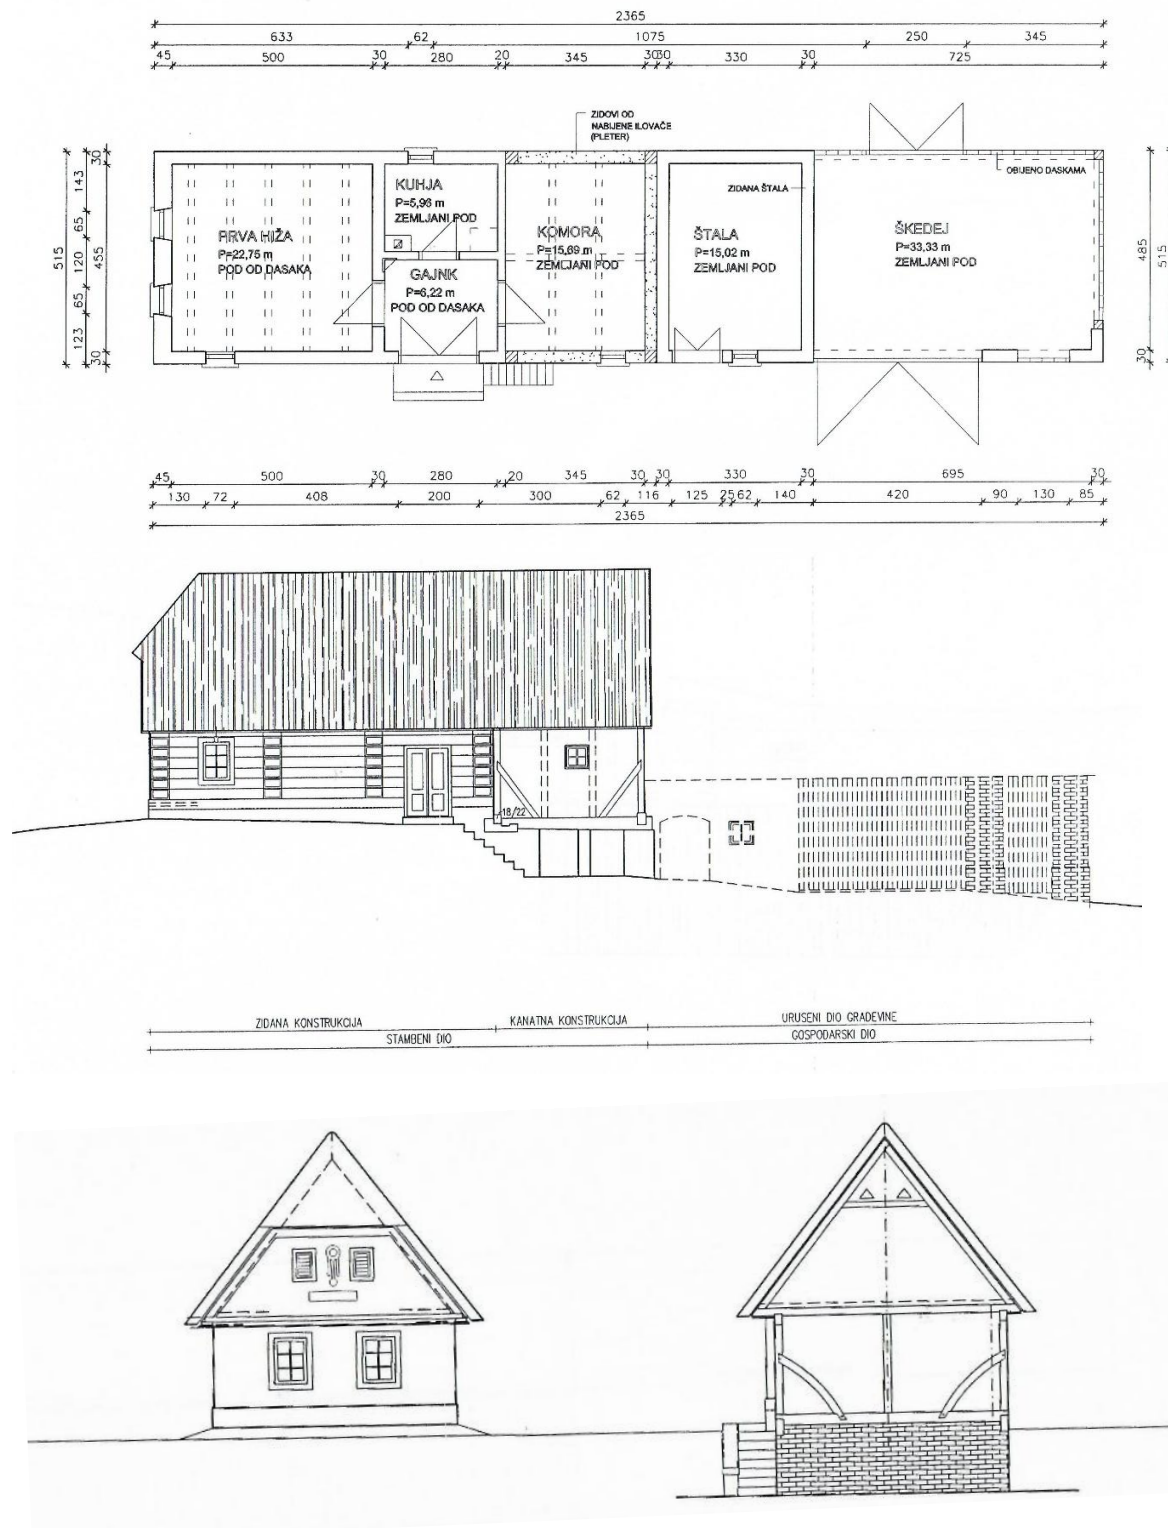 2365
633 62 1075 250 345
45 500 30 280 20 345 30 30 330 30 725
ZIDOVI OD
NABIJENE ILOVAČE
(PLETER)
515
30 143 65 120 65 123 30
455
KUHJA
P=5,96 m
ZEMLJANI POD
PRVA HIŽA
P=22,75 m
POD OD DASAKA
GAJNK
P=6,22 m
POD OD DASAKA
KOMORA
P=15,69 m
ZEMLJANI POD
ZIDANA ŠTALA
ŠTALA
P=15,02 m
ZEMLJANI POD
OBIJENO DASKAMA
ŠKEDEJ
P=33,33 m
ZEMLJANI POD
485
30
515
45 500 30 280 20 345 30 30 330 30 695 30
130 72 408 200 300 62 116 125 25 62 140 420 90 130 85
2365
18/22
ZIDANA KONSTRUKCIJA KANATNA KONSTRUKCIJA URUSENI DIO GRAĐEVINE
STAMBENI DIO GOSPODARSKI DIO